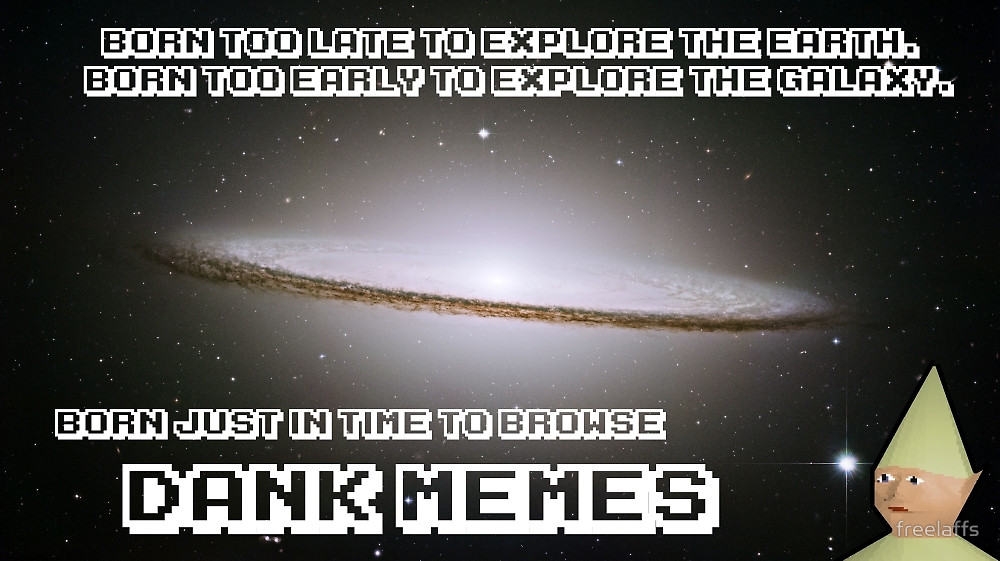 BORN TOO LATE TO EXPLORE THE EARTH.
BORN TOO EARLY TO EXPLORE THE GALAXY.
BORN JUST IN TIME TO BROWSE
DANK MEMES
freelaffs